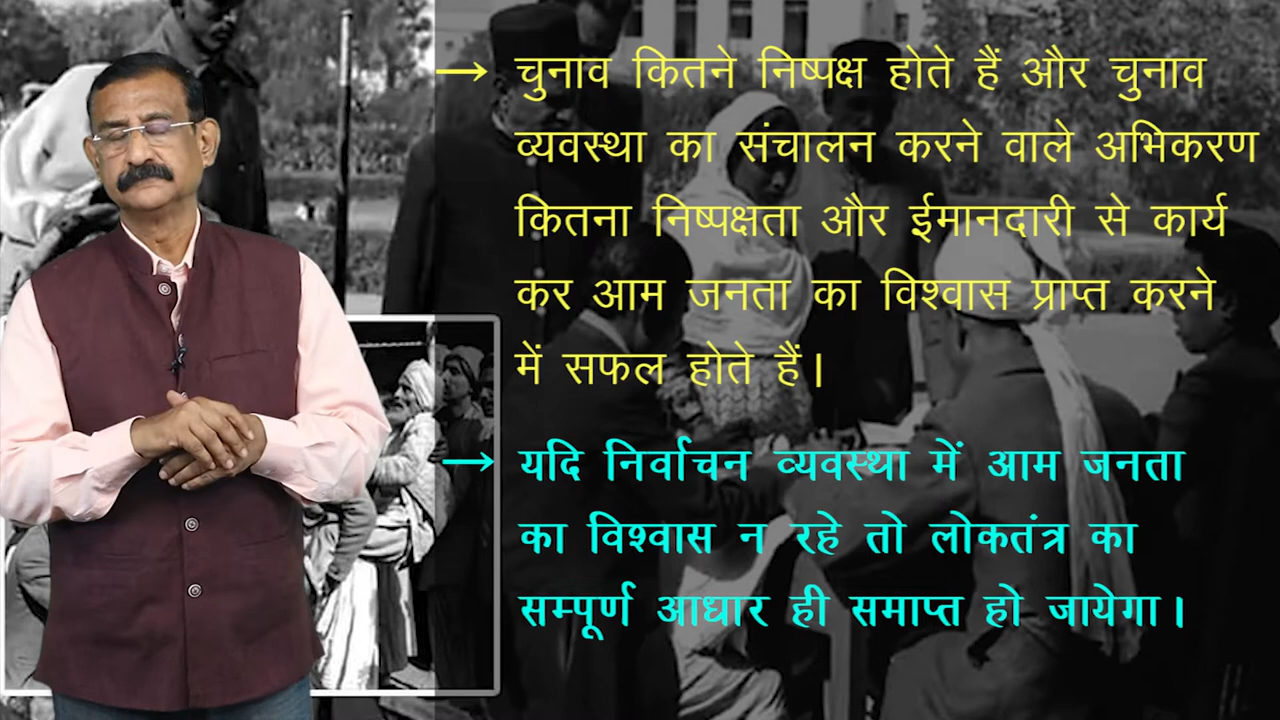 → चुनाव कितने निष्पक्ष होते हैं और चुनाव
व्यवस्था का संचालन करने वाले अभिकरण
कितना निष्पक्षता और ईमानदारी से कार्य
कर आम जनता का विश्वास प्राप्त करने
में सफल होते हैं।
→ यदि निर्वाचन व्यवस्था में आम जनता
का विश्वास न रहे तो लोकतंत्र का
सम्पूर्ण आधार ही समाप्त हो जायेगा।